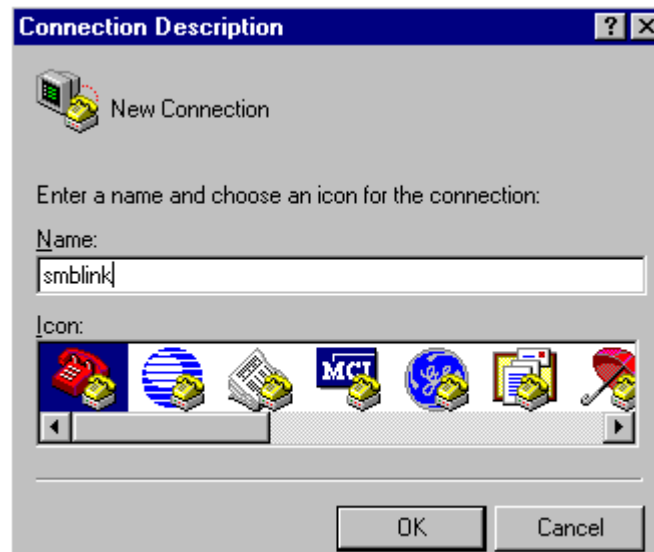 Connection Description
New Connection
Enter a name and choose an icon for the connection:
Name:
smblink
Icon:
MCI
OK
Cancel